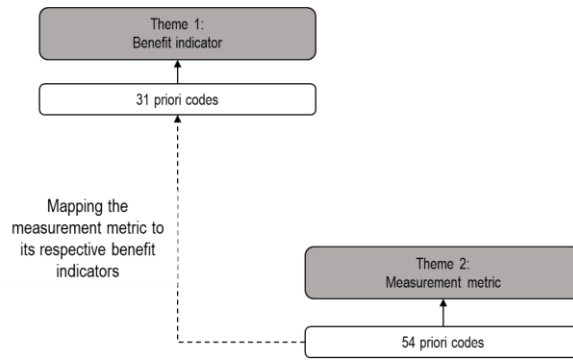 Theme 1:
Benefit indicator
31 priori codes
Mapping the
measurement metric to
its respective benefit
indicators
Theme 2:
Measurement metric
54 priori codes